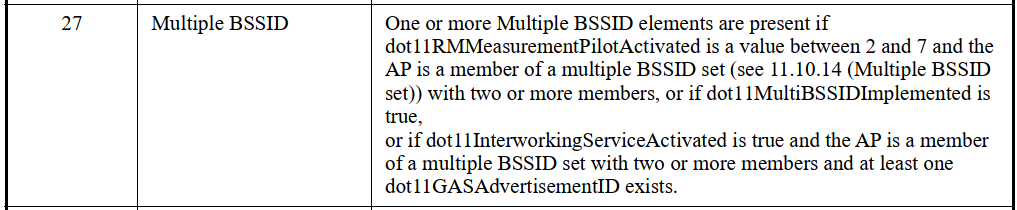 27 Multiple BSSID One or more Multiple BSSID elements are present if
dot11RMMeasurementPilotActivated is a value between 2 and 7 and the
AP is a member of a multiple BSSID set (see 11.10.14 (Multiple BSSID
set)) with two or more members, or if dot11MultiBSSIDImplemented is
true,
or if dot11InterworkingServiceActivated is true and the AP is a member
of a multiple BSSID set with two or more members and at least one
dot11GASAdvertisementID exists.